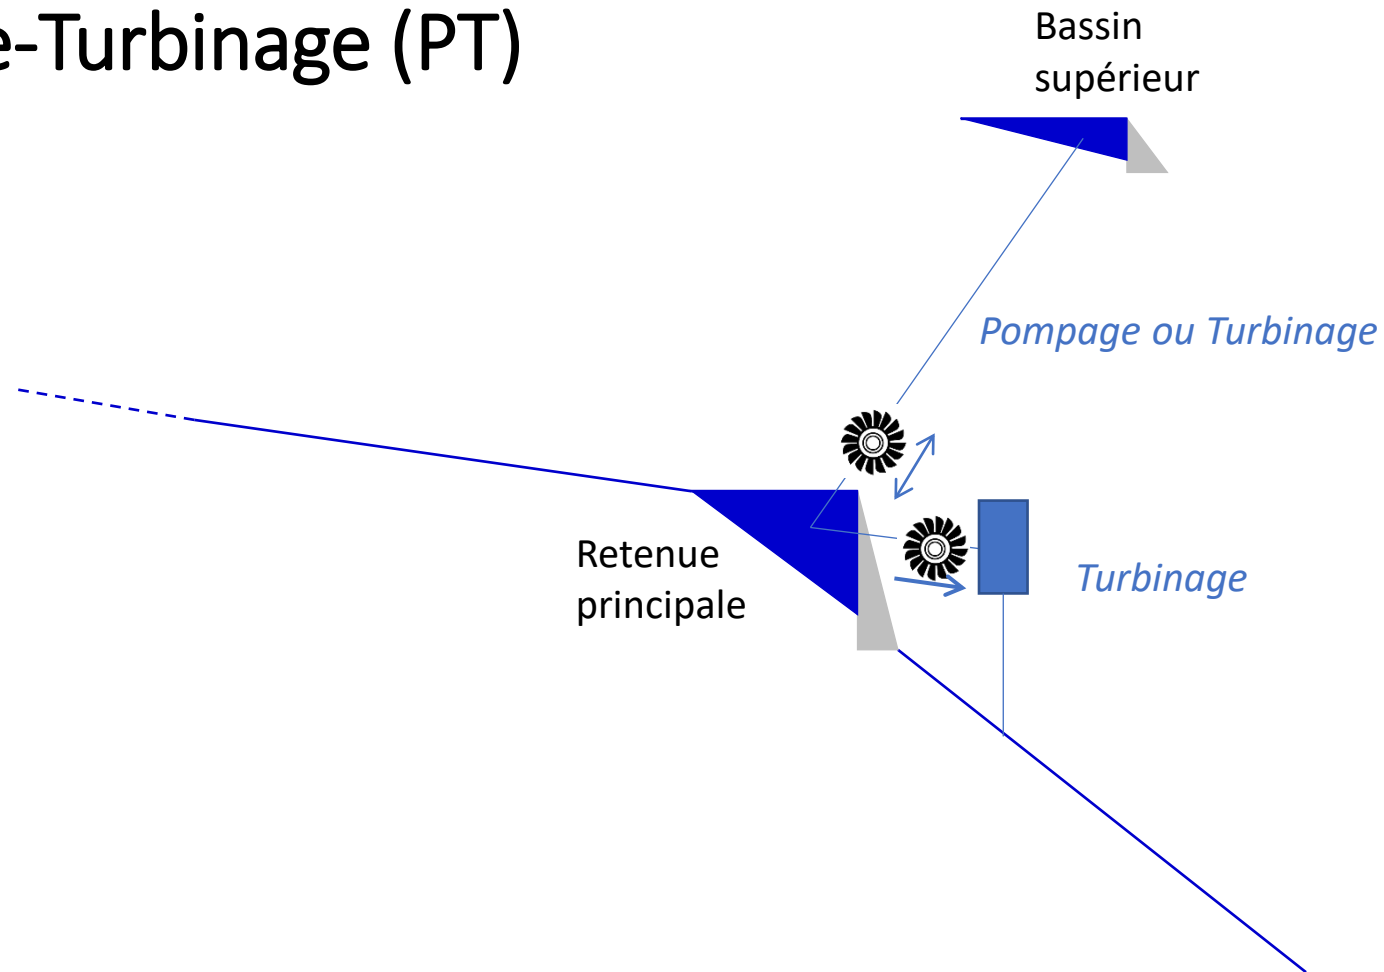 e-Turbinage (PT)
Bassin
supérieur
Pompage ou Turbinage
Retenue
principale
Turbinage